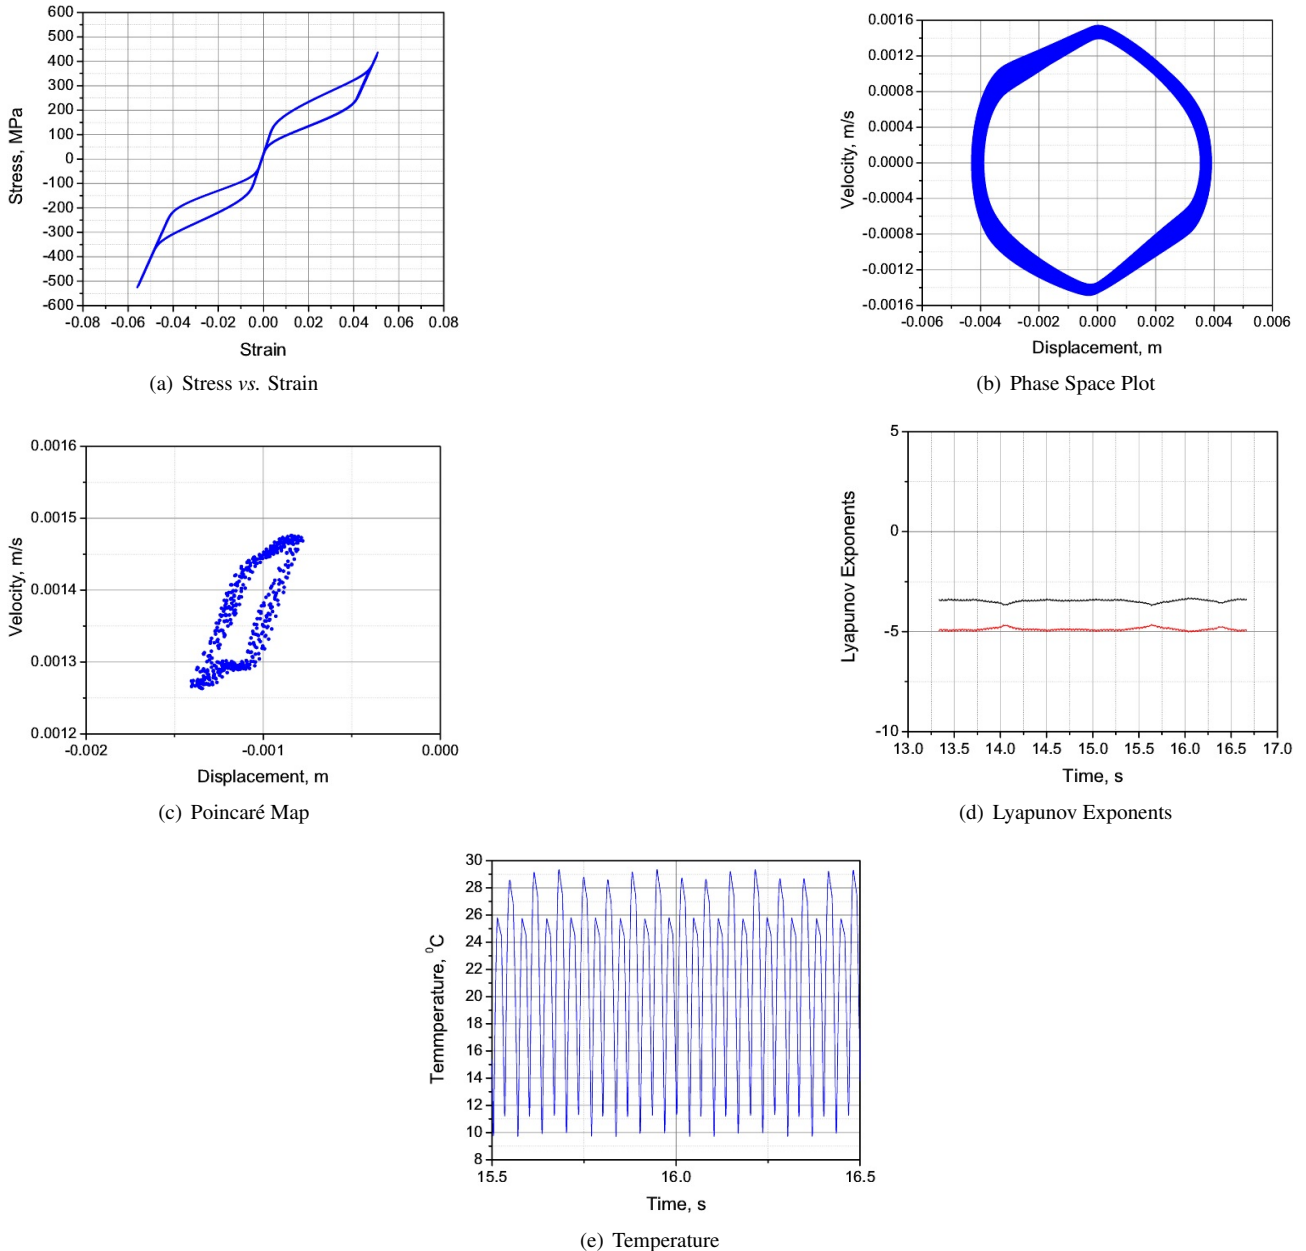 600
500
400
300
200
100
0
-100
-200
-300
-400
-500
-600
-0.08 -0.06 -0.04 -0.02 0.00 0.02 0.04 0.06 0.08
Stress, MPa
Strain
(a) Stress vs. Strain
0.0016
0.0012
0.0008
0.0004
0.0000
-0.0004
-0.0008
-0.0012
-0.0016
-0.006 -0.004 -0.002 0.000 0.002 0.004 0.006
Velocity, m/s
Displacement, m
(b) Phase Space Plot
0.0016
0.0015
0.0014
0.0013
0.0012
-0.002 -0.001 0.000
Velocity, m/s
Displacement, m
(c) Poincaré Map
5
0
-5
-10
13.0 13.5 14.0 14.5 15.0 15.5 16.0 16.5 17.0
Lyapunov Exponents
Time, s
(d) Lyapunov Exponents
30
28
26
24
22
20
18
16
14
12
10
8
15.5 16.0 16.5
Temmperature, ⁰C
Time, s
(e) Temperature